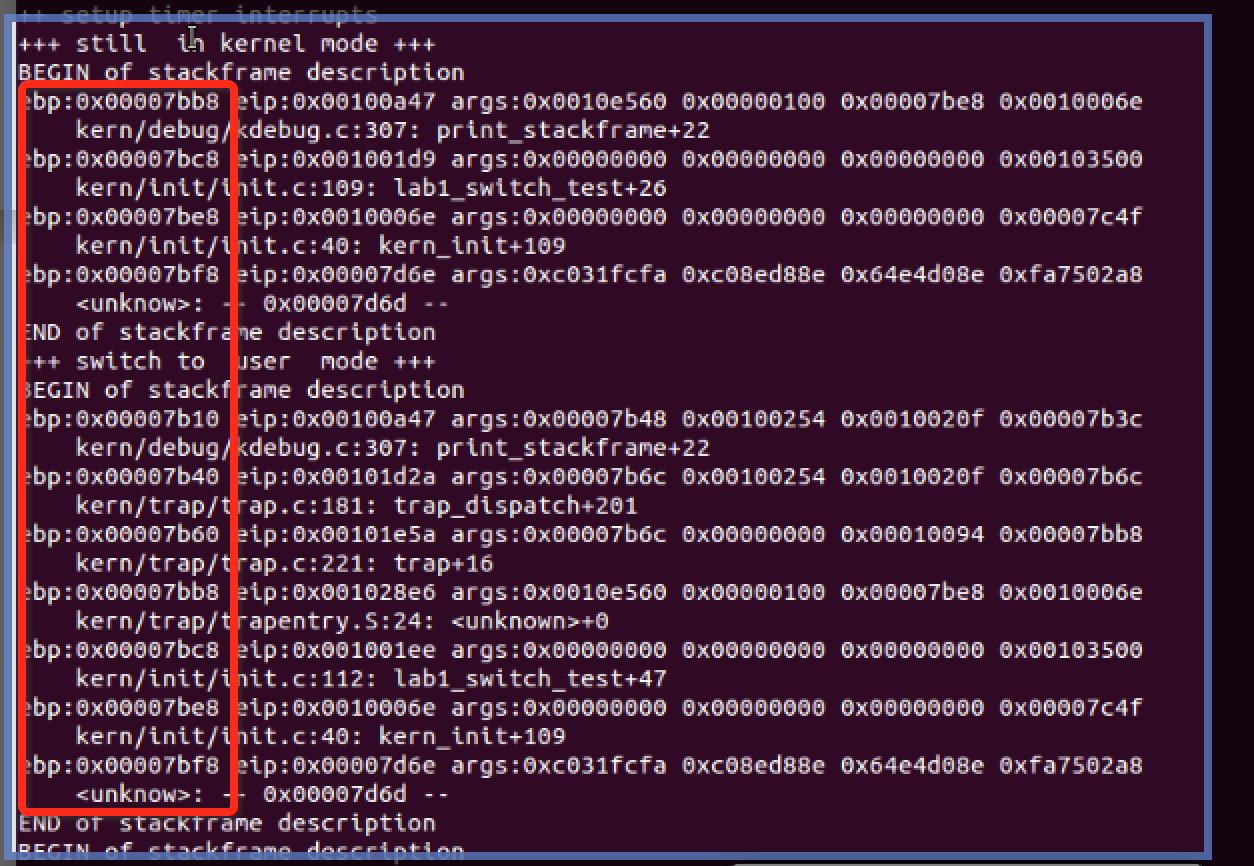 ++ setup timer interrupts
+++ still  in kernel mode +++
BEGIN of stackframe description
ebp:0x00007bb8 eip:0x00100a47 args:0x0010e560 0x00000100 0x00007be8 0x0010006e
    kern/debug/kdebug.c:307: print_stackframe+22
ebp:0x00007bc8 eip:0x001001d9 args:0x00000000 0x00000000 0x00000000 0x00103500
    kern/init/init.c:109: lab1_switch_test+26
ebp:0x00007be8 eip:0x0010006e args:0x00000000 0x00000000 0x00000000 0x00007c4f
    kern/init/init.c:40: kern_init+109
ebp:0x00007bf8 eip:0x00007d6e args:0xc031fcfa 0xc08ed88e 0x64e4d08e 0xfa7502a8
    <unknow>: -- 0x00007d6d --
END of stackframe description
+++ switch to  user  mode +++
BEGIN of stackframe description
ebp:0x00007b10 eip:0x00100a47 args:0x00007b48 0x00100254 0x0010020f 0x00007b3c
    kern/debug/kdebug.c:307: print_stackframe+22
ebp:0x00007b40 eip:0x00101d2a args:0x00007b6c 0x00100254 0x0010020f 0x00007b6c
    kern/trap/trap.c:181: trap_dispatch+201
ebp:0x00007b60 eip:0x00101e5a args:0x00007b6c 0x00000000 0x00010094 0x00007bb8
    kern/trap/trap.c:221: trap+16
ebp:0x00007bb8 eip:0x001028e6 args:0x0010e560 0x00000100 0x00007be8 0x0010006e
    kern/trap/trapentry.S:24: <unknown>+0
ebp:0x00007bc8 eip:0x001001ee args:0x00000000 0x00000000 0x00000000 0x00103500
    kern/init/init.c:112: lab1_switch_test+47
ebp:0x00007be8 eip:0x0010006e args:0x00000000 0x00000000 0x00000000 0x00007c4f
    kern/init/init.c:40: kern_init+109
ebp:0x00007bf8 eip:0x00007d6e args:0xc031fcfa 0xc08ed88e 0x64e4d08e 0xfa7502a8
    <unknow>: -- 0x00007d6d --
END of stackframe description
BEGIN of stackframe description